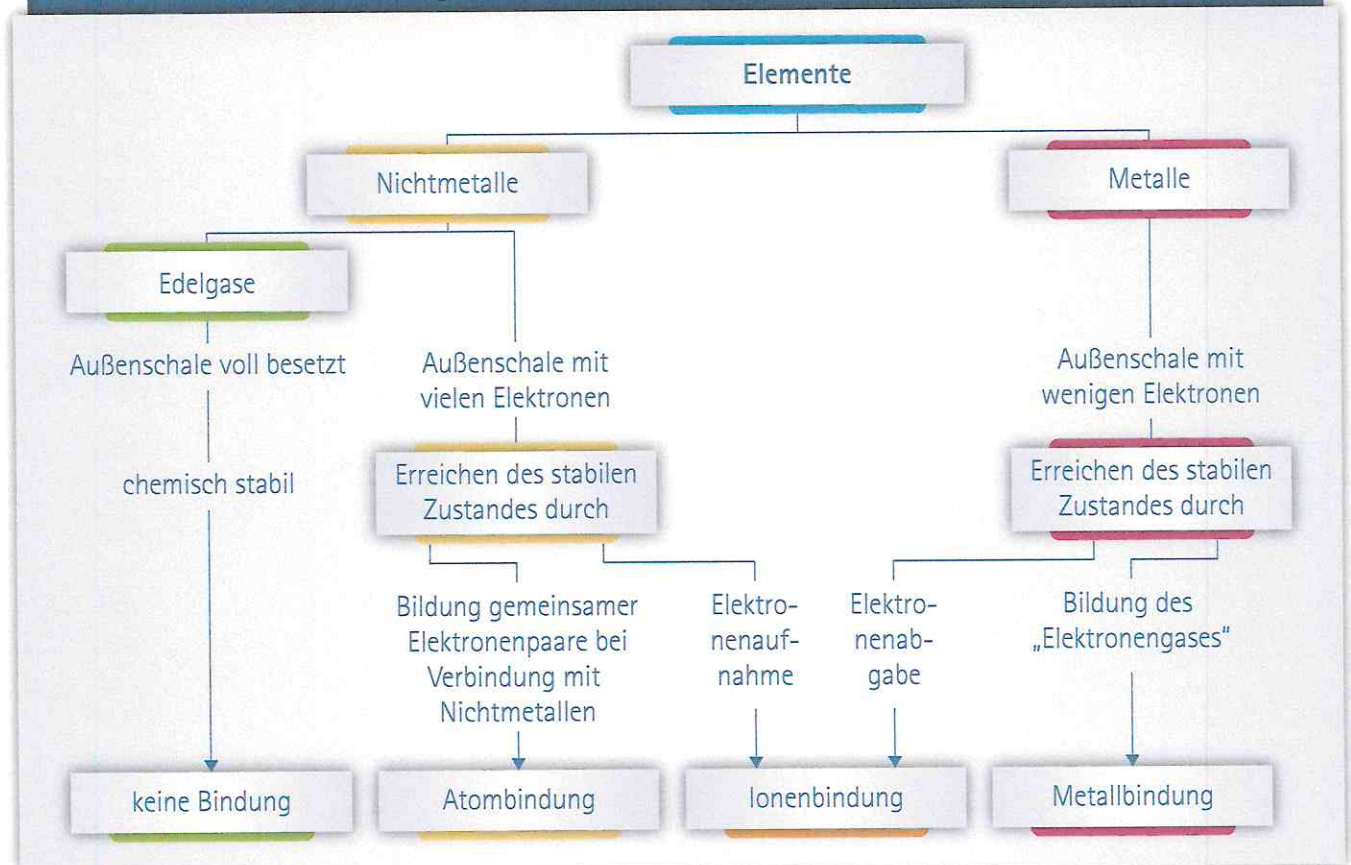 Elemente
Nichtmetalle
Metalle
Edelgase
Außenschale voll besetzt
chemisch stabil
Außenschale mit
vielen Elektronen
Außenschale mit
wenigen Elektronen
Erreichen des stabilen
Zustandes durch
Erreichen des stabilen
Zustandes durch
Bildung gemeinsamer
Elektronenpaare bei
Verbindung mit
Nichtmetallen
Elektro-
nenauf-
nahme
Elektro-
nenab-
gabe
Bildung des
„Elektronengases“
keine Bindung
Atombindung
Ionenbindung
Metallbindung